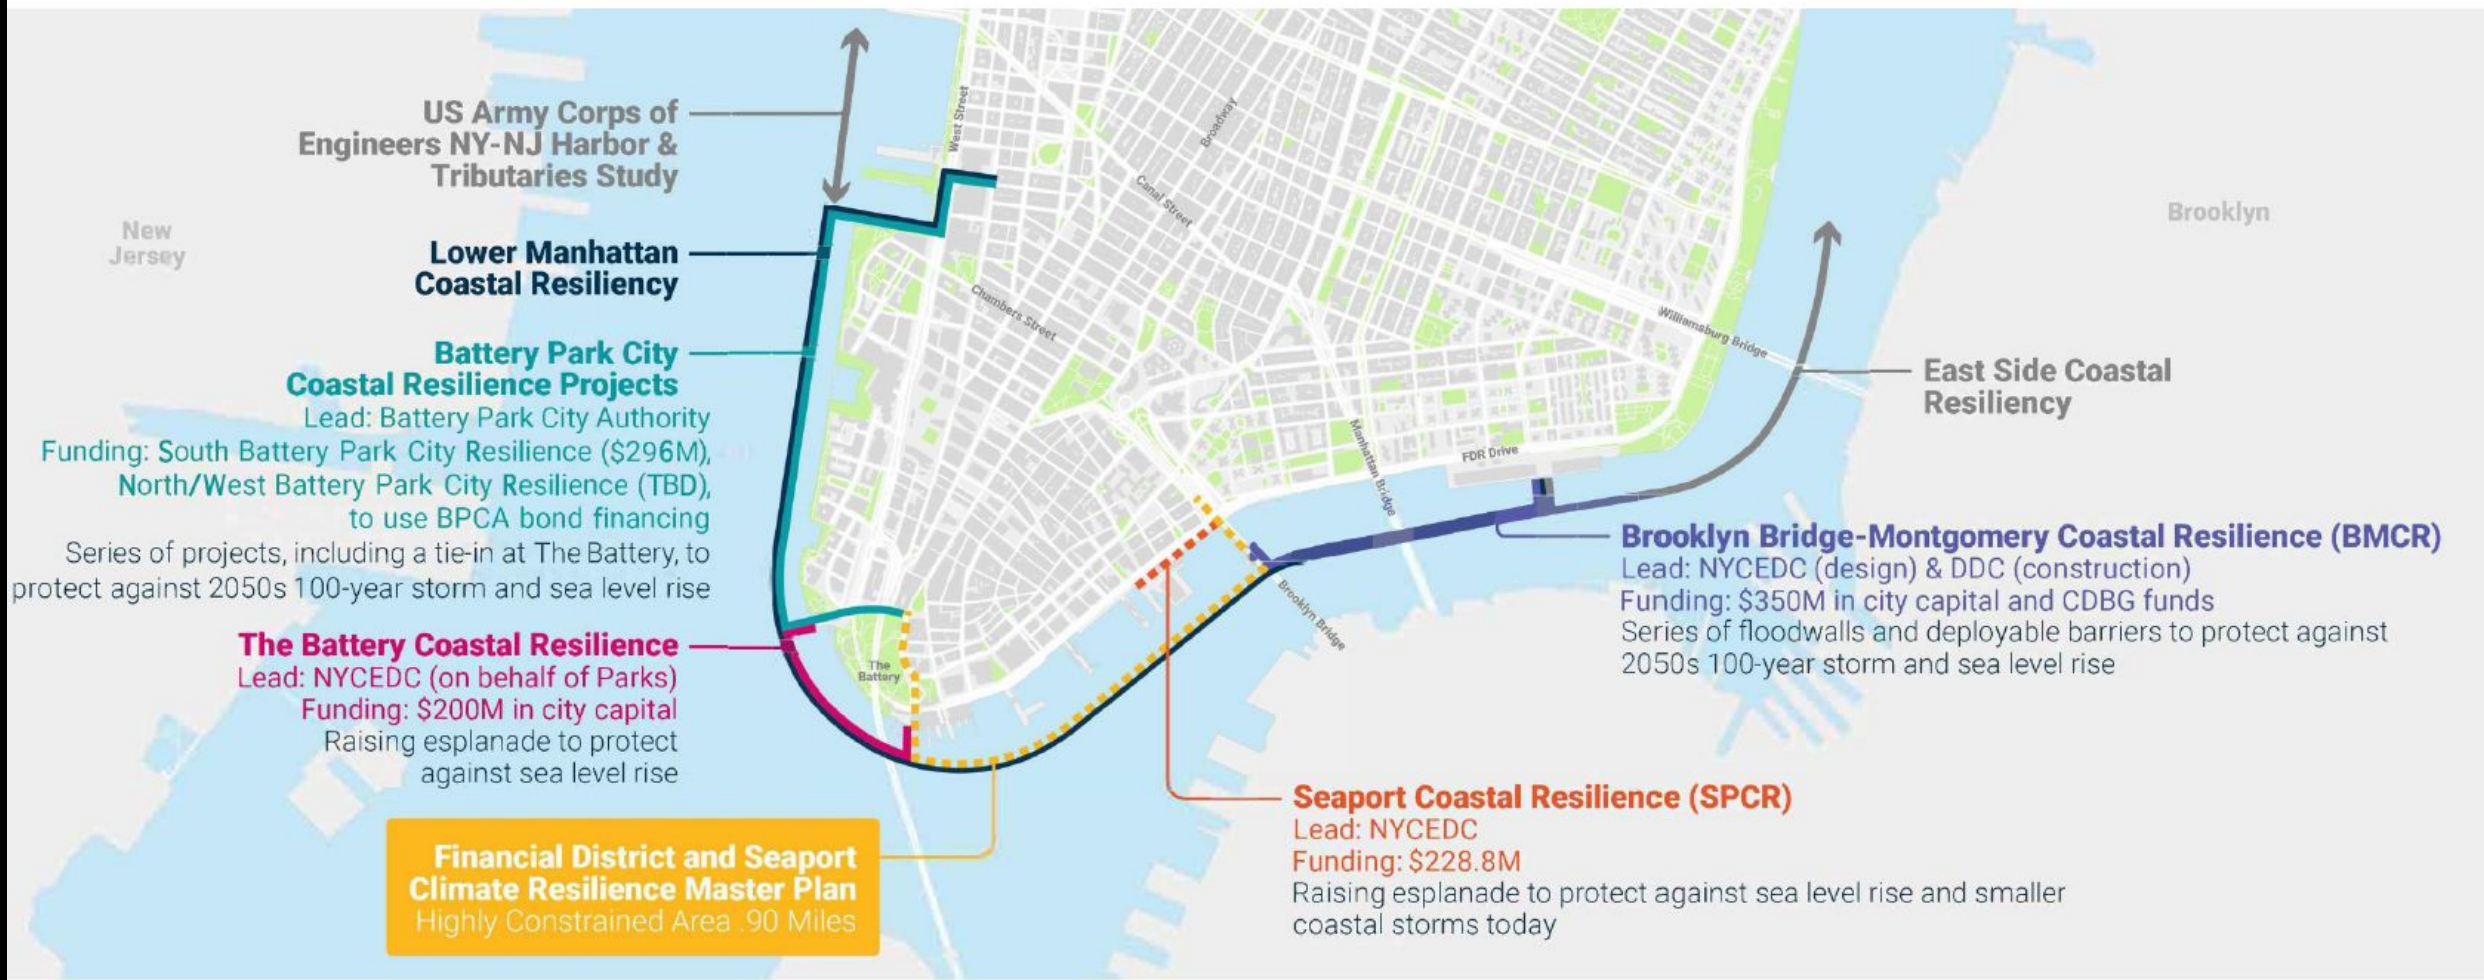 US Army Corps of
Engineers NY-NJ Harbor &
Tributaries Study
New
Jersey
Lower Manhattan
Coastal Resiliency
Battery Park City
Coastal Resilience Projects
Lead: Battery Park City Authority
Funding: South Battery Park City Resilience ($296M),
North/West Battery Park City Resilience (TBD),
to use BPCA bond financing
Series of projects, including a tie-in at The Battery, to
protect against 2050s 100-year storm and sea level rise
The Battery Coastal Resilience
Lead: NYCEDC (on behalf of Parks)
Funding: $200M in city capital
Raising esplanade to protect
against sea level rise
Financial District and Seaport
Climate Resilience Master Plan
Highly Constrained Area .90 Miles
West Street
Broadway
Canal Street
Chambers Street
The
Battery
Manhattan Bridge
FDR Drive
Williamsburg Bridge
Brooklyn Bridge
Brooklyn
East Side Coastal
Resiliency
Brooklyn Bridge-Montgomery Coastal Resilience (BMCR)
Lead: NYCEDC (design) & DDC (construction)
Funding: $350M in city capital and CDBG funds
Series of floodwalls and deployable barriers to protect against
2050s 100-year storm and sea level rise
Seaport Coastal Resilience (SPCR)
Lead: NYCEDC
Funding: $228.8M
Raising esplanade to protect against sea level rise and smaller
coastal storms today